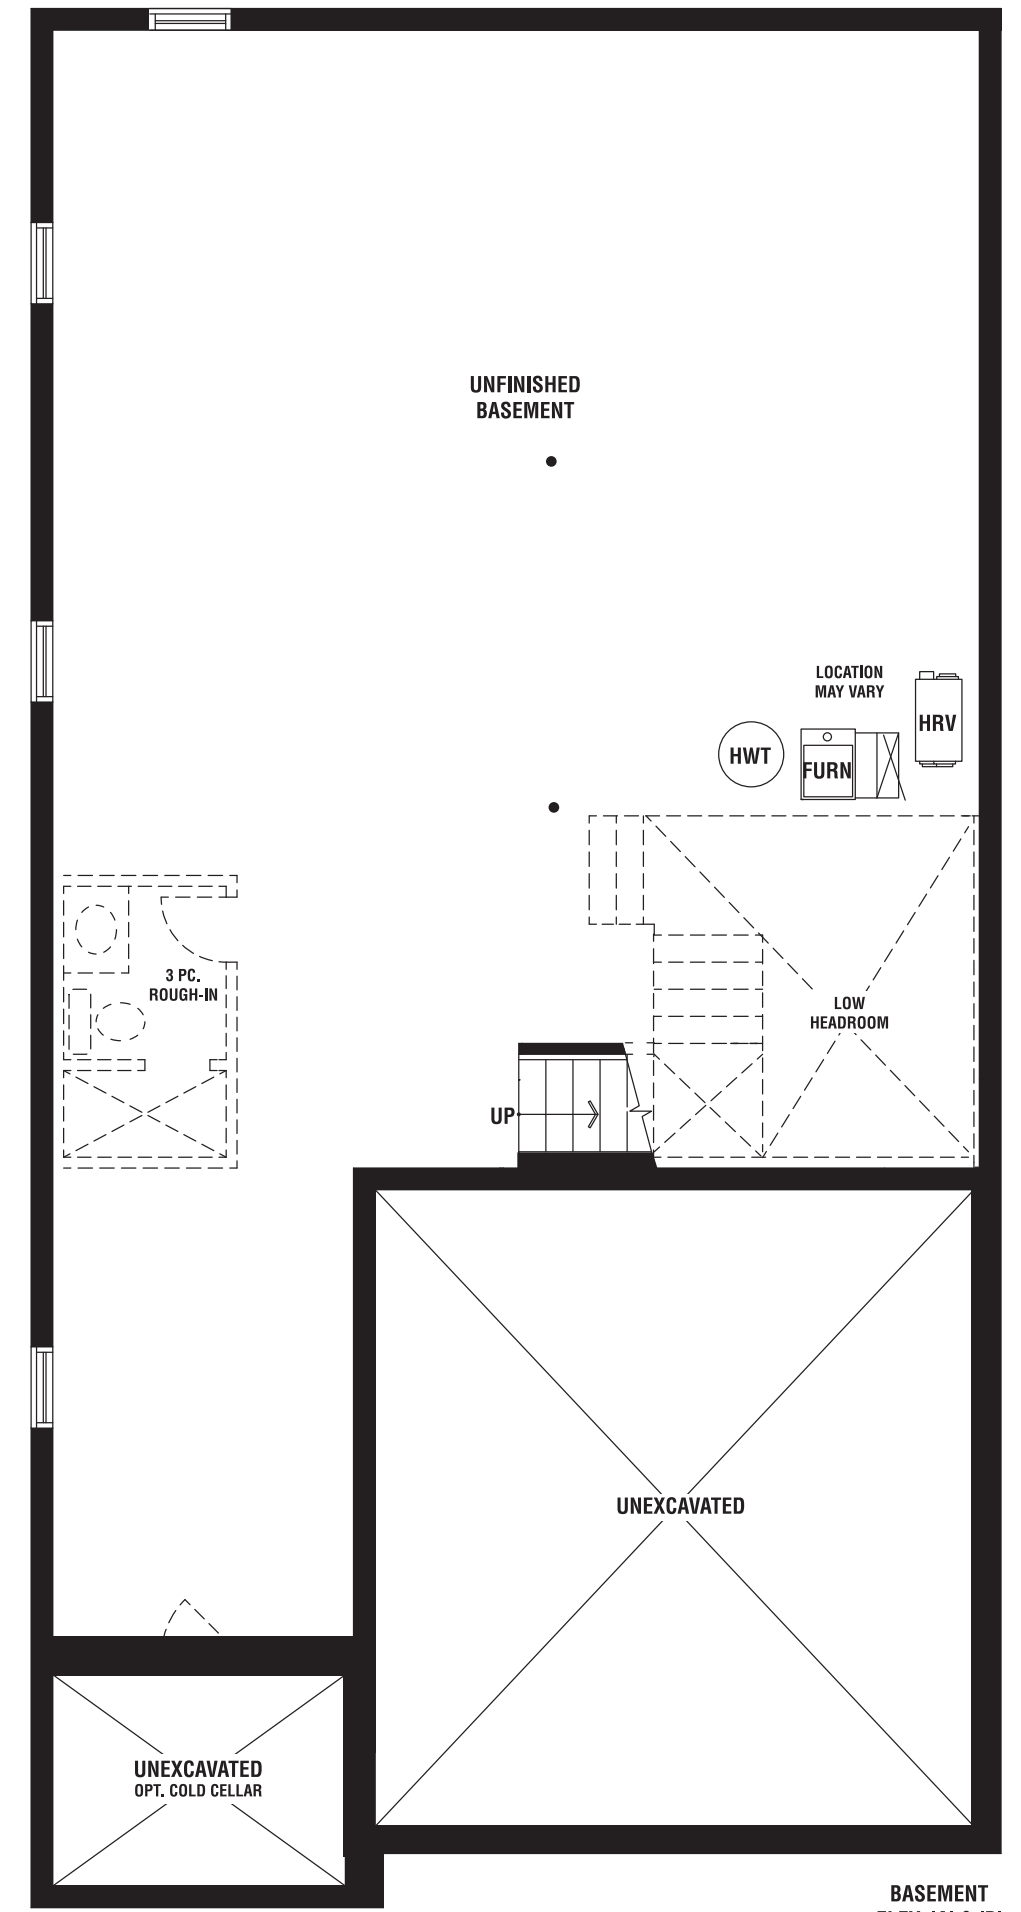 UNFINISHED
BASEMENT
LOCATION
MAY VARY
HRV
HWT
FURN
3 PC.
ROUGH-IN
LOW
HEADROOM
UP
UNEXCAVATED
UNEXCAVATED
OPT. COLD CELLAR
BASEMENT